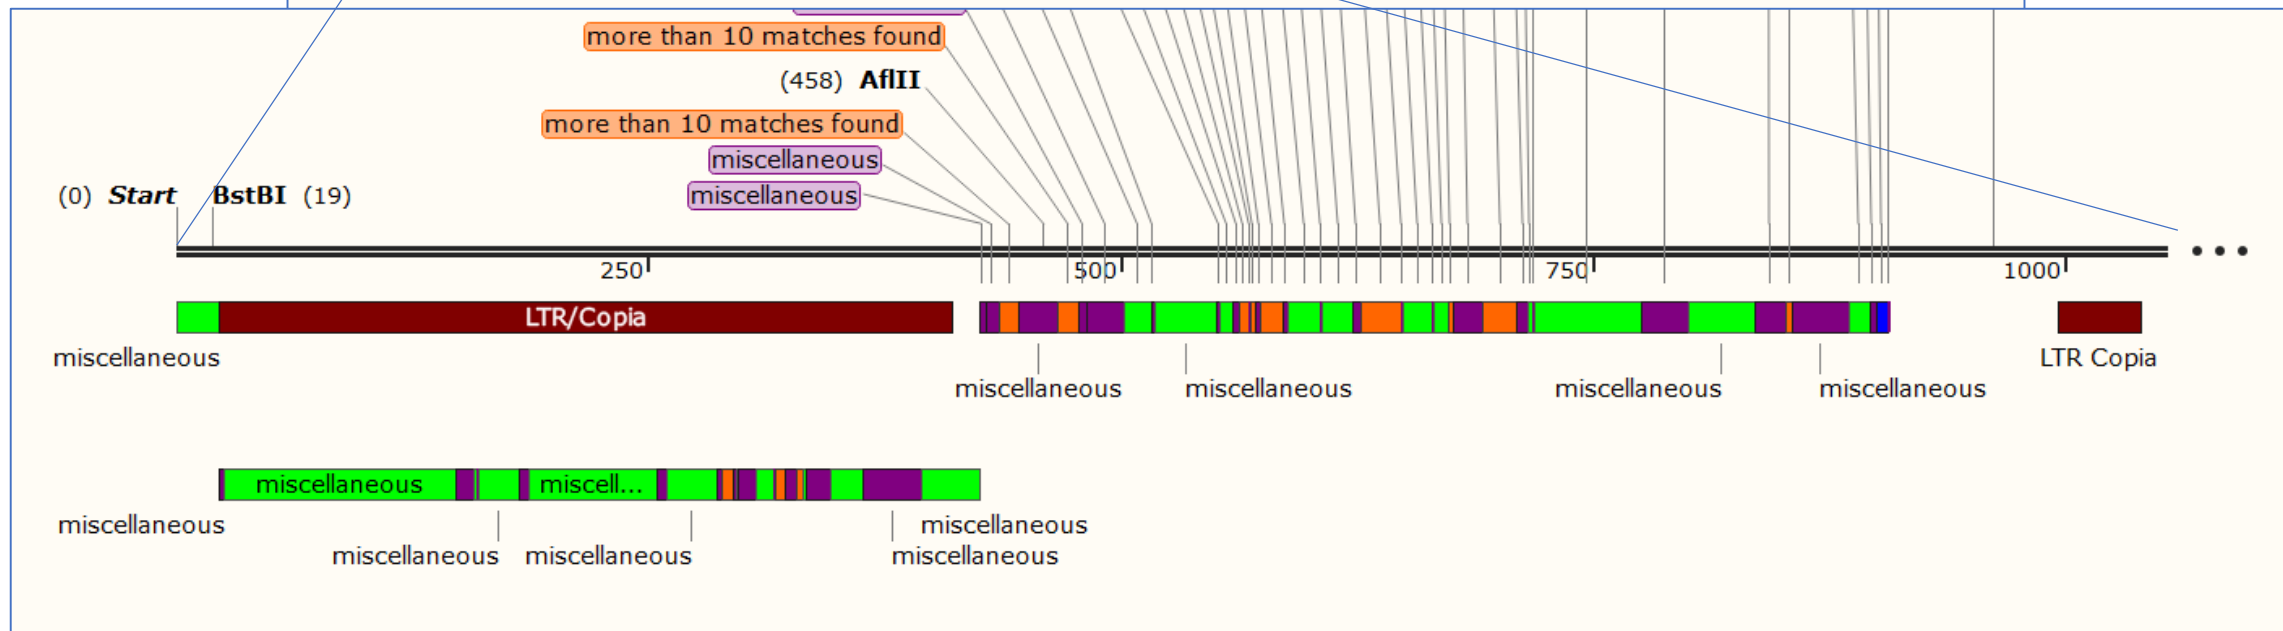 more than 10 matches found
(458) AflII
more than 10 matches found
miscellaneous
(0) Start BstBI (19) miscellaneous
250 500 750 1000
LTR/Copia
miscellaneous LTR Copia
miscellaneous miscellaneous miscellaneous miscellaneous
miscellaneous miscell...
miscellaneous miscellaneous
miscellaneous miscellaneous miscellaneous